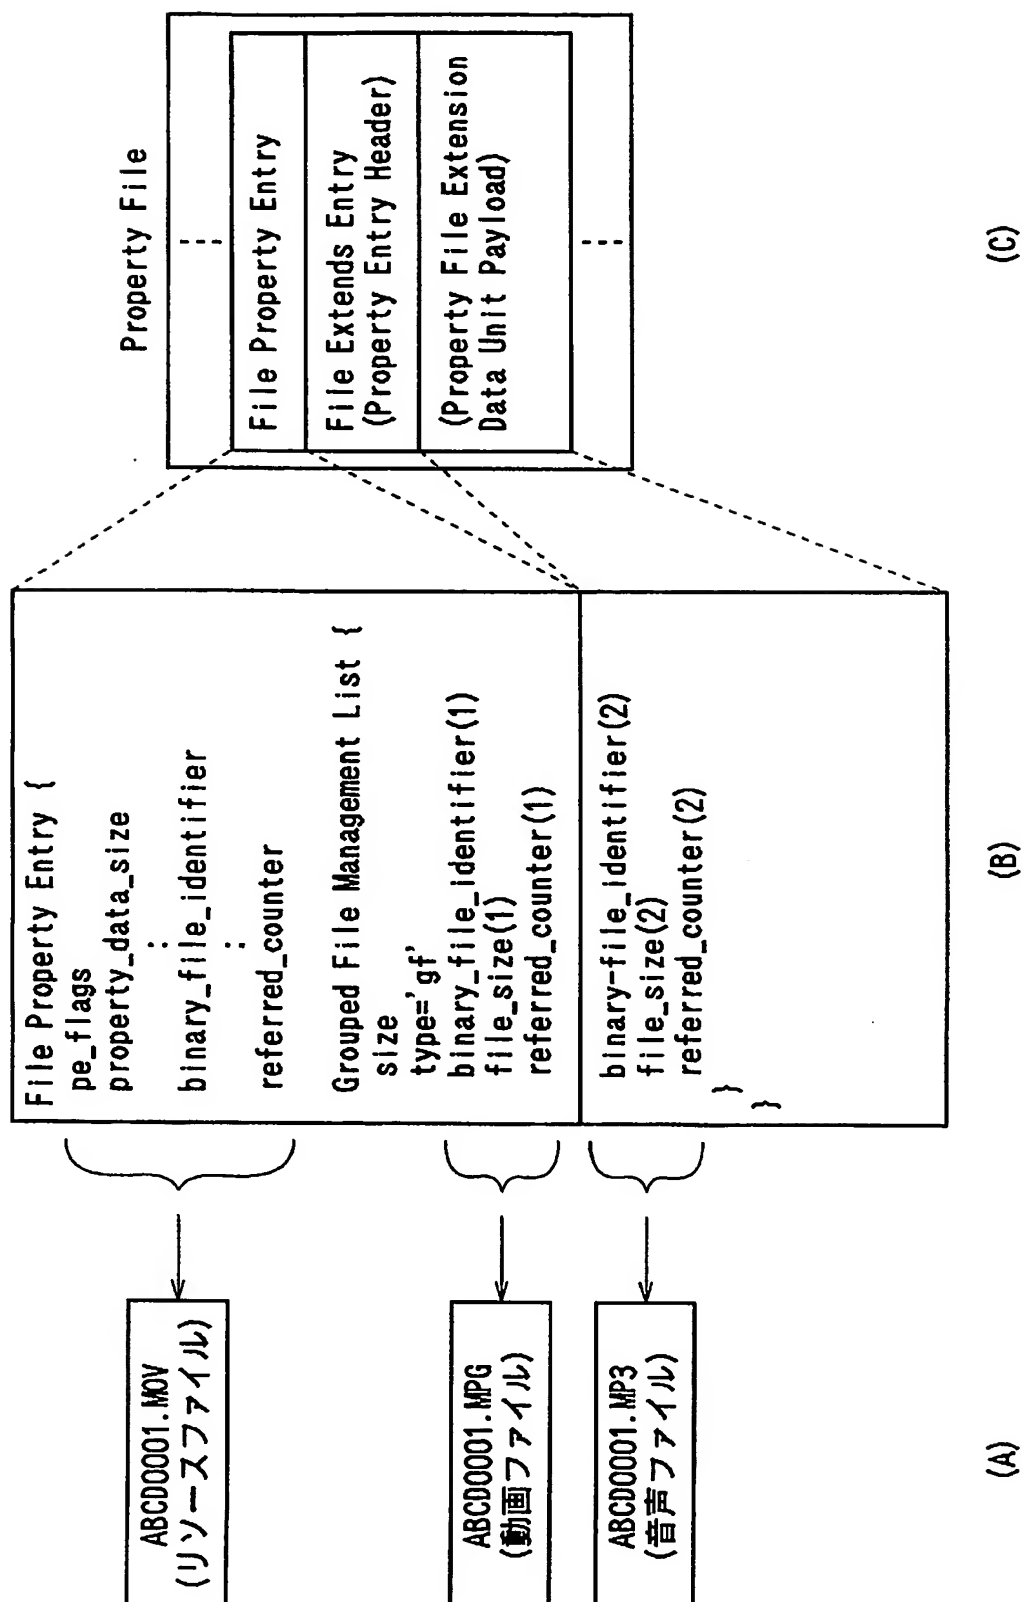 ABCD0001.MOV
(リソースファイル)
ABCD0001.MPG
(動画ファイル)
ABCD0001.MP3
(音声ファイル)
(A)
File Property Entry {
pe_flags
property_data_size
:
binary_file_identifier
:
referred_counter
Grouped File Management List {
size
type='gf'
binary_file_identifier(1)
file_size(1)
referred_counter(1)
binary-file_identifier(2)
file_size(2)
referred_counter(2)
}
}
(B)
Property File
File Property Entry
File Extends Entry
(Property Entry Header)
(Property File Extension
Data Unit Payload)
(C)